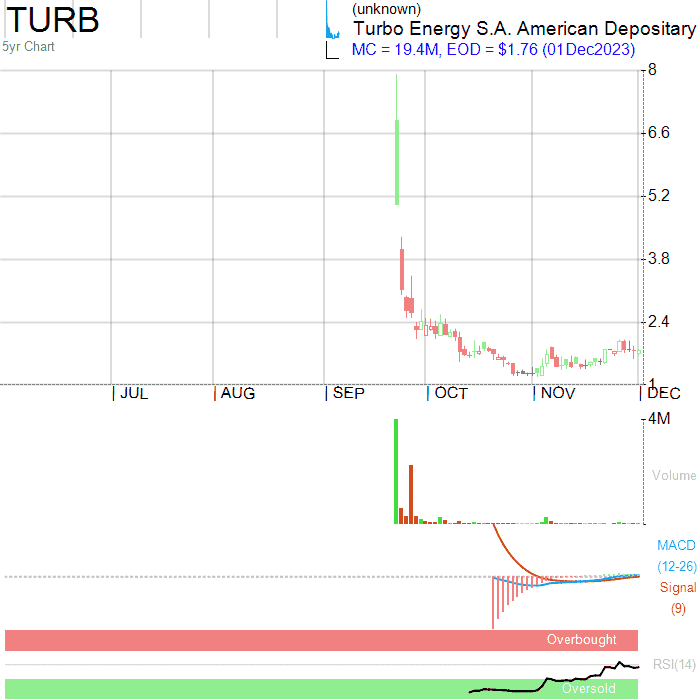 TURB
5yr Chart
(unknown)
Turbo Energy S.A. American Depositary
MC = 19.4M, EOD = $1.76 (01Dec2023)
8
6.6
5.2
3.8
2.4
1
JUL AUG SEP OCT NOV DEC
4M
Volume
MACD
(12-26)
Signal
(9)
Overbought
RSI(14)
Oversold